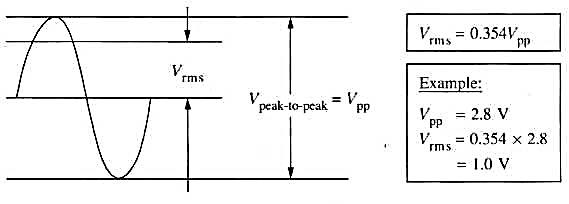 V_rms
V_peak-to-peak = V_pp
V_rms = 0.354V_pp
Example:
V_pp = 2.8 V
V_rms = 0.354 × 2.8
= 1.0 V